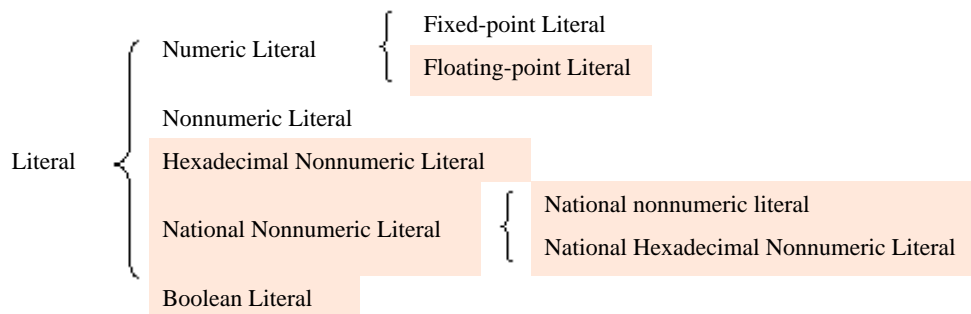 Fixed-point Literal
Numeric Literal
Floating-point Literal
Nonnumeric Literal
Literal
Hexadecimal Nonnumeric Literal
National nonnumeric literal
National Nonnumeric Literal
National Hexadecimal Nonnumeric Literal
Boolean Literal